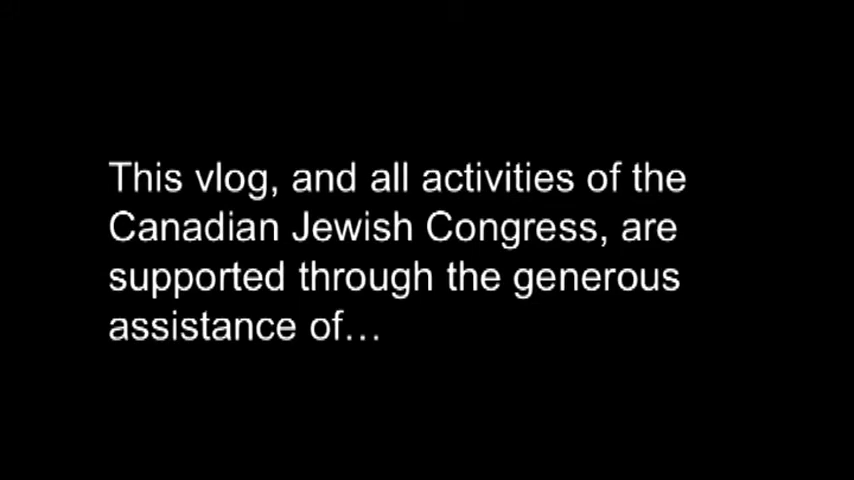 This vlog, and all activities of the
Canadian Jewish Congress, are
supported through the generous
assistance of…